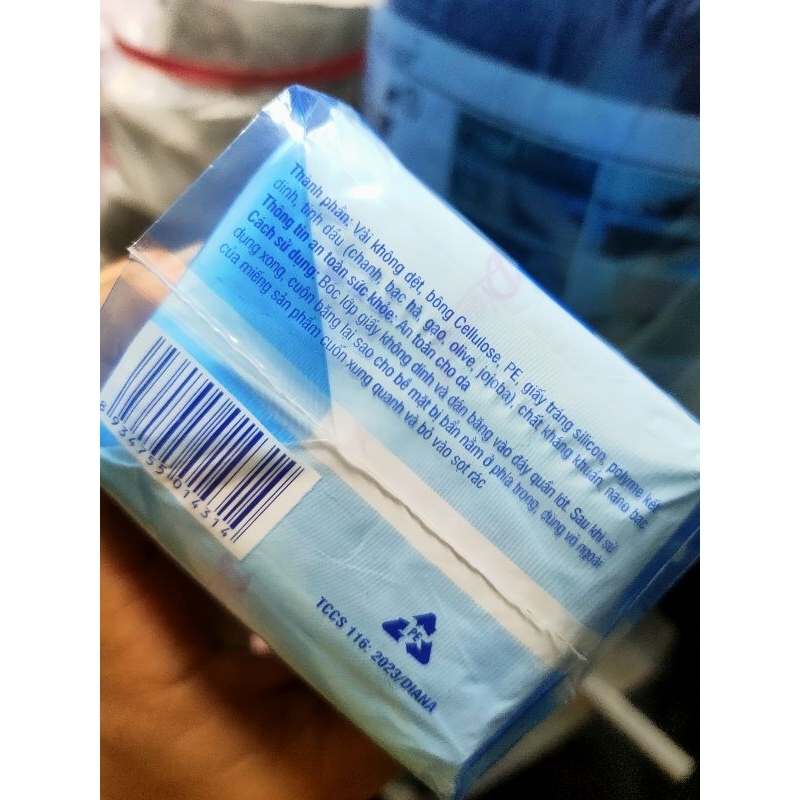 Thành phần: Vải không dệt, bông Cellulose, PE, giấy tráng silicon, polyme kết
dính, tinh dầu (chanh, bạc hà, gạo, olive, jojoba), chất kháng khuẩn, nano bạc
Thông tin an toàn sức khỏe: An toàn cho da
Cách sử dụng: Bóc lớp giấy không dính và dán băng vào đáy quần lót. Sau khi sử
dụng xong, cuộn băng lại sao cho bề mặt bị bẩn nằm ở phía trong, dùng vỏ ngoài
của miếng sản phẩm cuốn xung quanh và bỏ vào sọt rác
8934755014314
PE
TCCS 116: 2023/DIANA